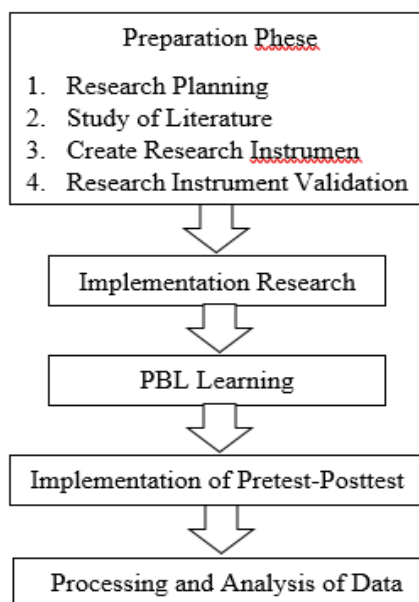 Preparation Phese
1. Research Planning
2. Study of Literature
3. Create Research Instrumen
4. Research Instrument Validation
Implementation Research
PBL Learning
Implementation of Pretest-Posttest
Processing and Analysis of Data